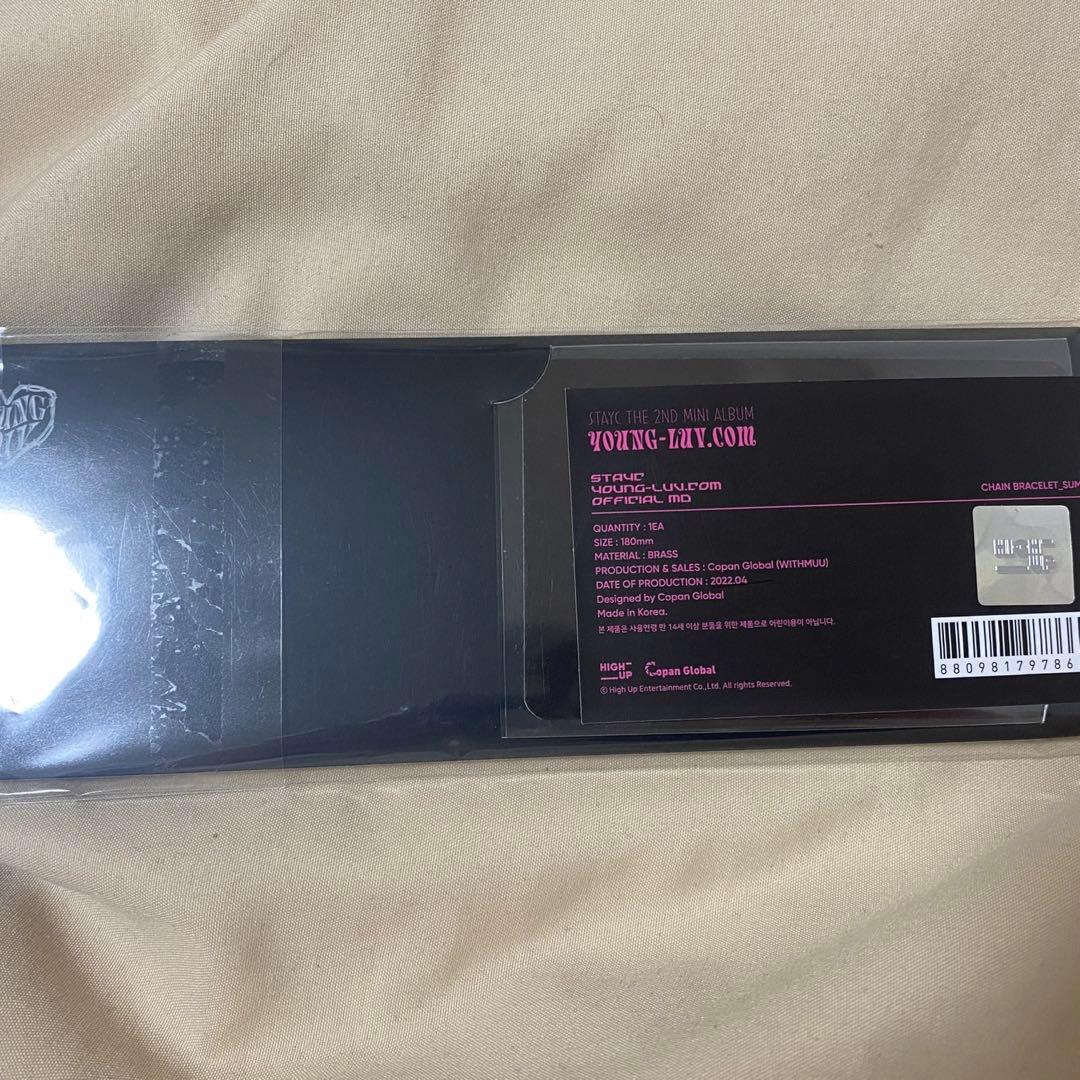 STAYC THE 2ND MINI ALBUM
YOUNG-LUV.COM
STAYC
YOUNG-LUV.COM
OFFICIAL MD
CHAIN BRACELET_SUM
QUANTITY : 1EA
SIZE : 180mm
MATERIAL : BRASS
PRODUCTION & SALES : Copan Global (WITHMUU)
DATE OF PRODUCTION : 2022.04
Designed by Copan Global
Made in Korea.
본 제품은 사용연령 만 14세 이상 분들을 위한 제품으로 어린이용이 아닙니다.
88098179786
HIGH UP
Copan Global
© High Up Entertainment Co.,Ltd. All rights Reserved.